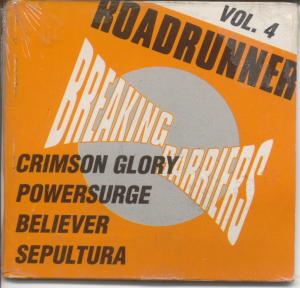 VOL. 4
ROADRUNNER
BREAKING
BARRIERS
CRIMSON GLORY
POWERSURGE
BELIEVER
SEPULTURA